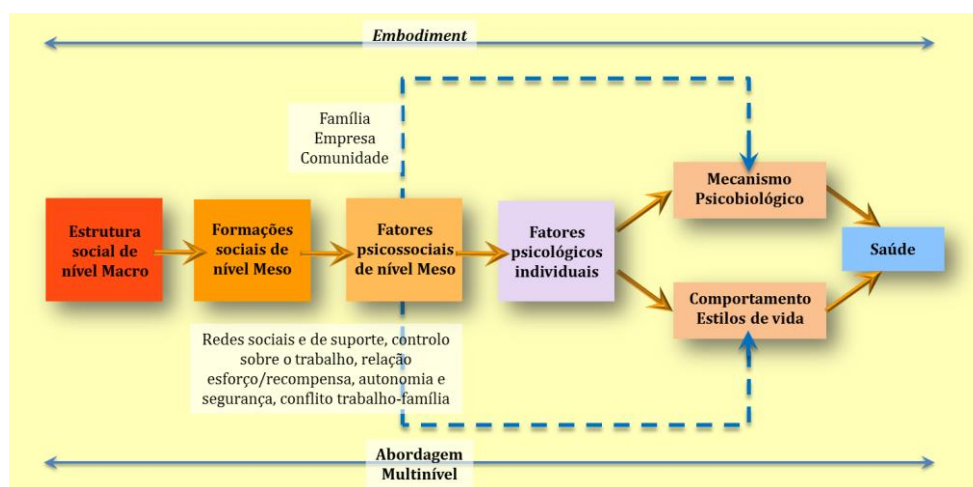 Embodiment
Família
Empresa
Comunidade
Estrutura
social de
nível Macro
Formações
sociais de
nível Meso
Fatores
psicossociais
de nível Meso
Fatores
psicológicos
individuais
Mecanismo
Psicobiológico
Comportamento
Estilos de vida
Saúde
Redes sociais e de suporte, controlo
sobre o trabalho, relação
esforço/recompensa, autonomia e
segurança, conflito trabalho-família
Abordagem
Multinível